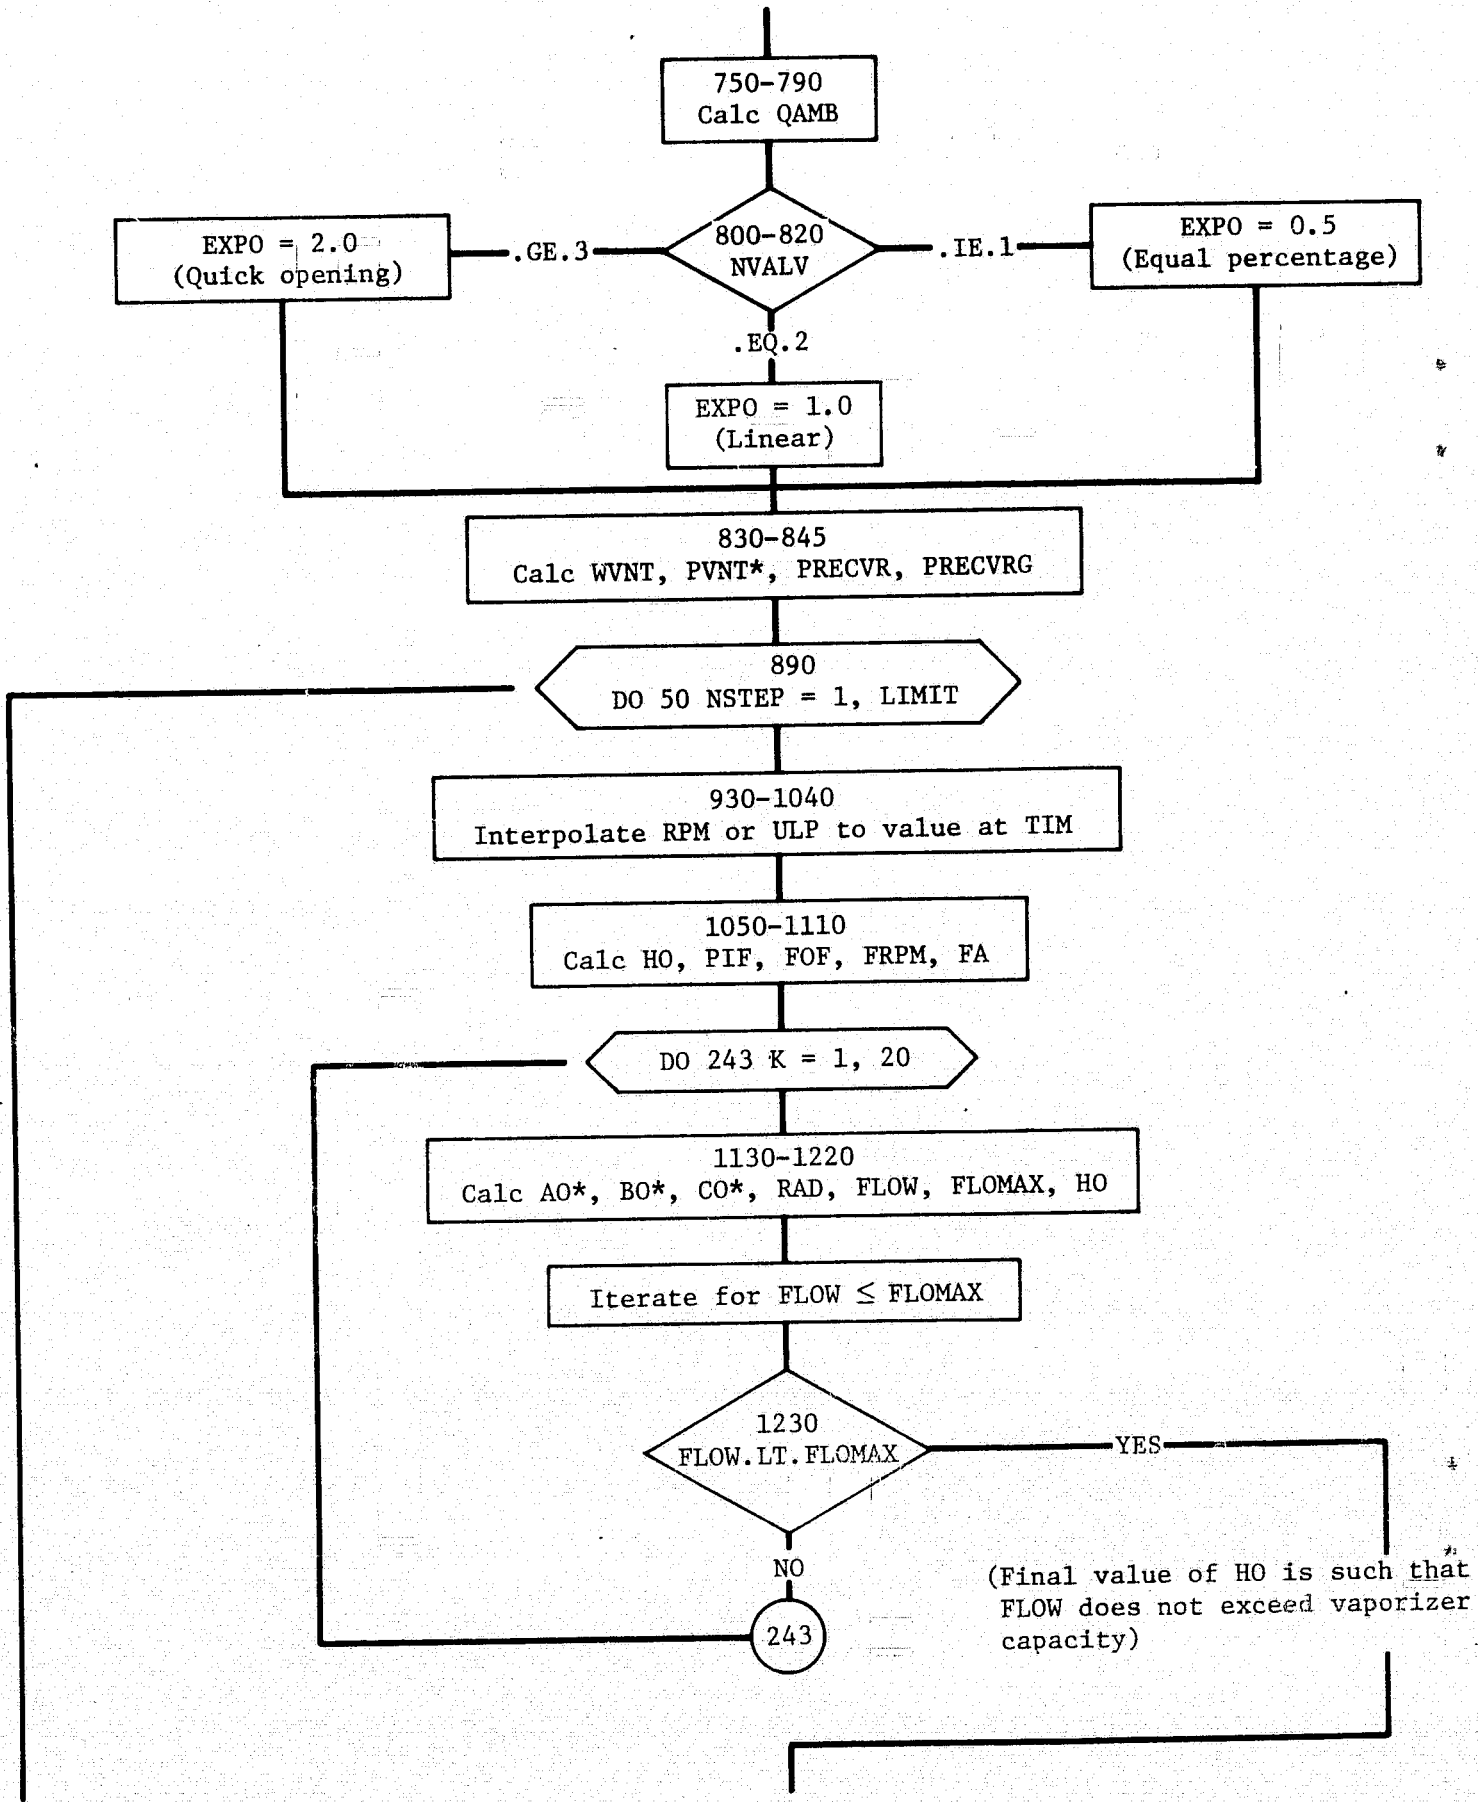 750-790
Calc QAMB
EXPO = 2.0
(Quick opening)
.GE.3
800-820
NVALV
.IE.1
EXPO = 0.5
(Equal percentage)
.EQ.2
EXPO = 1.0
(Linear)
830-845
Calc WVNT, PVNT*, PRECVR, PRECVRG
890
DO 50 NSTEP = 1, LIMIT
930-1040
Interpolate RPM or ULP to value at TIM
1050-1110
Calc HO, PIF, FOF, FRPM, FA
DO 243 K = 1, 20
1130-1220
Calc AO*, BO*, CO*, RAD, FLOW, FLOMAX, HO
Iterate for FLOW ≤ FLOMAX
1230
FLOW.LT.FLOMAX
YES
NO
243
(Final value of HO is such that
FLOW does not exceed vaporizer
capacity)